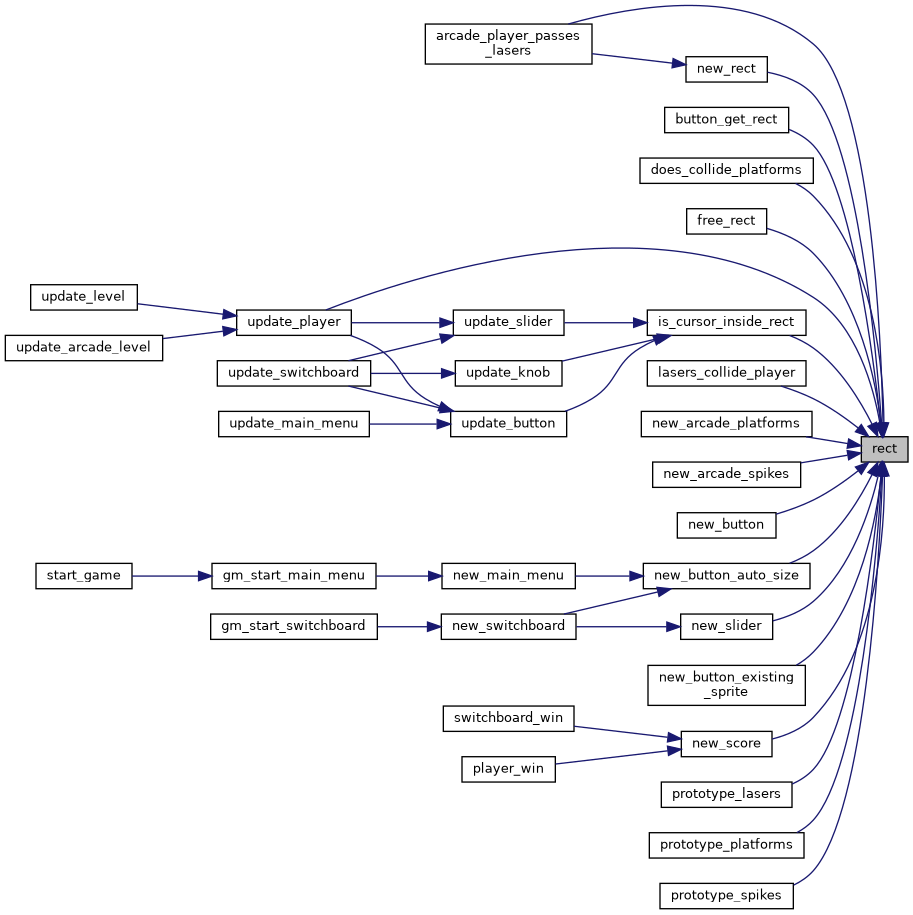 arcade_player_passes
_lasers
new_rect
button_get_rect
does_collide_platforms
free_rect
update_level
update_player
update_slider
is_cursor_inside_rect
update_arcade_level
update_switchboard
update_knob
lasers_collide_player
update_main_menu
update_button
new_arcade_platforms
rect
new_arcade_spikes
new_button
start_game
gm_start_main_menu
new_main_menu
new_button_auto_size
gm_start_switchboard
new_switchboard
new_slider
new_button_existing
_sprite
switchboard_win
new_score
player_win
prototype_lasers
prototype_platforms
prototype_spikes